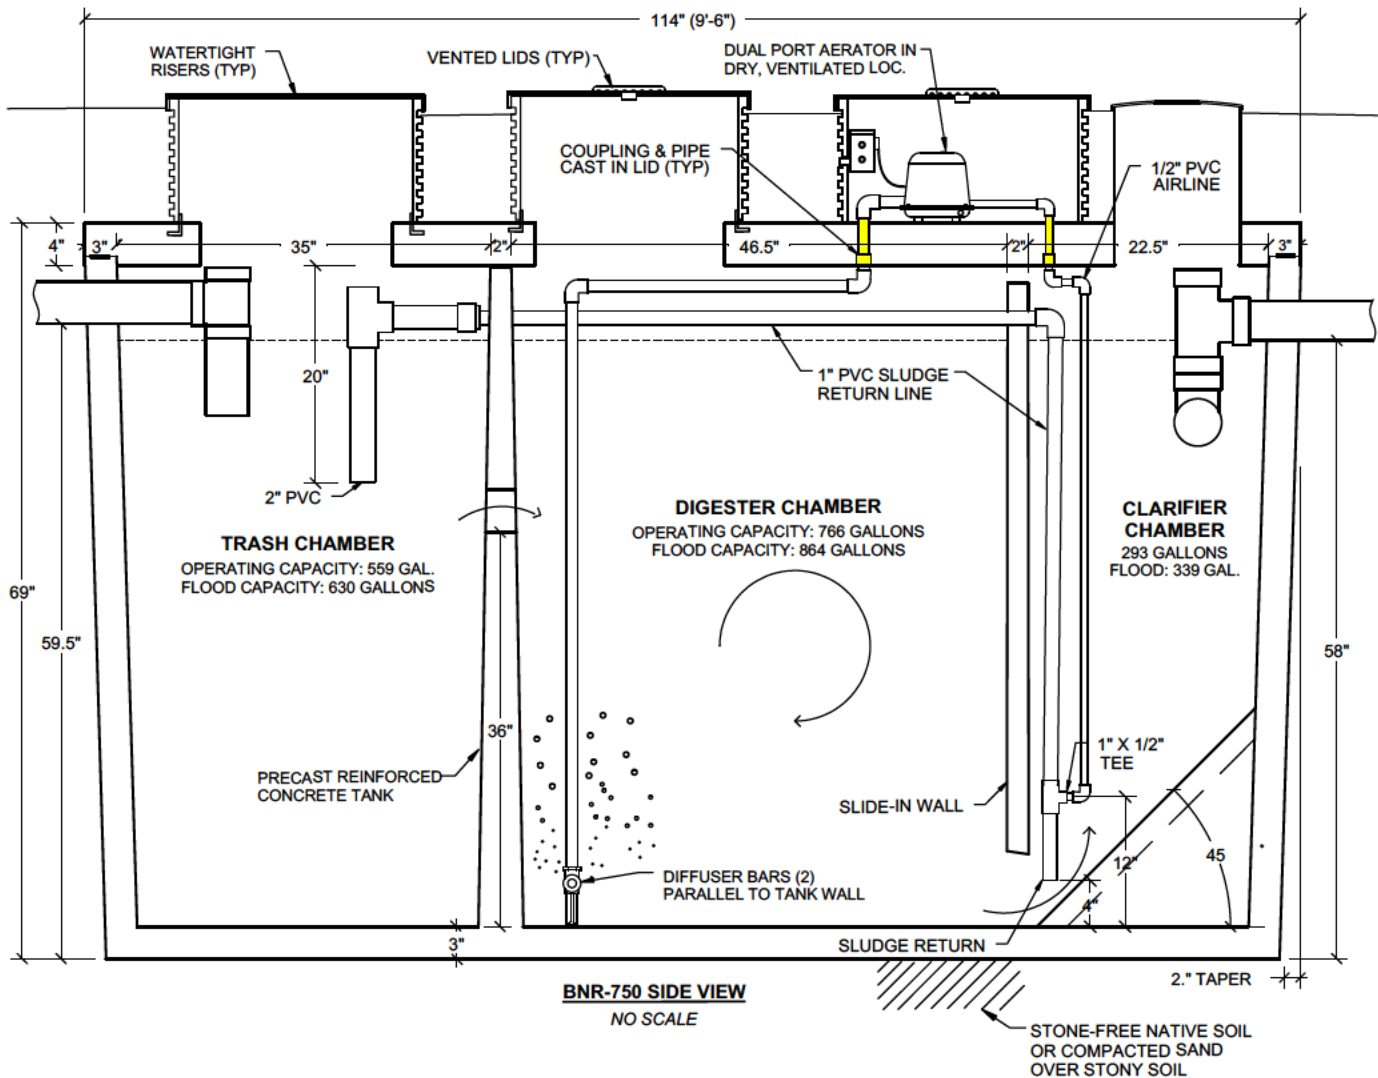 114" (9'-6")
WATERTIGHT
RISERS (TYP)
VENTED LIDS (TYP)
DUAL PORT AERATOR IN
DRY, VENTILATED LOC.
COUPLING & PIPE
CAST IN LID (TYP)
1/2" PVC
AIRLINE
4"
3"
35"
2"
46.5"
2"
22.5"
3"
20"
1" PVC SLUDGE
RETURN LINE
2" PVC
TRASH CHAMBER
OPERATING CAPACITY: 559 GAL.
FLOOD CAPACITY: 630 GALLONS
DIGESTER CHAMBER
OPERATING CAPACITY: 766 GALLONS
FLOOD CAPACITY: 864 GALLONS
CLARIFIER
CHAMBER
293 GALLONS
FLOOD: 339 GAL.
69"
59.5"
58"
36"
PRECAST REINFORCED
CONCRETE TANK
1" X 1/2"
TEE
SLIDE-IN WALL
45
12"
4"
DIFFUSER BARS (2)
PARALLEL TO TANK WALL
SLUDGE RETURN
3"
2." TAPER
BNR-750 SIDE VIEW
NO SCALE
STONE-FREE NATIVE SOIL
OR COMPACTED SAND
OVER STONY SOIL